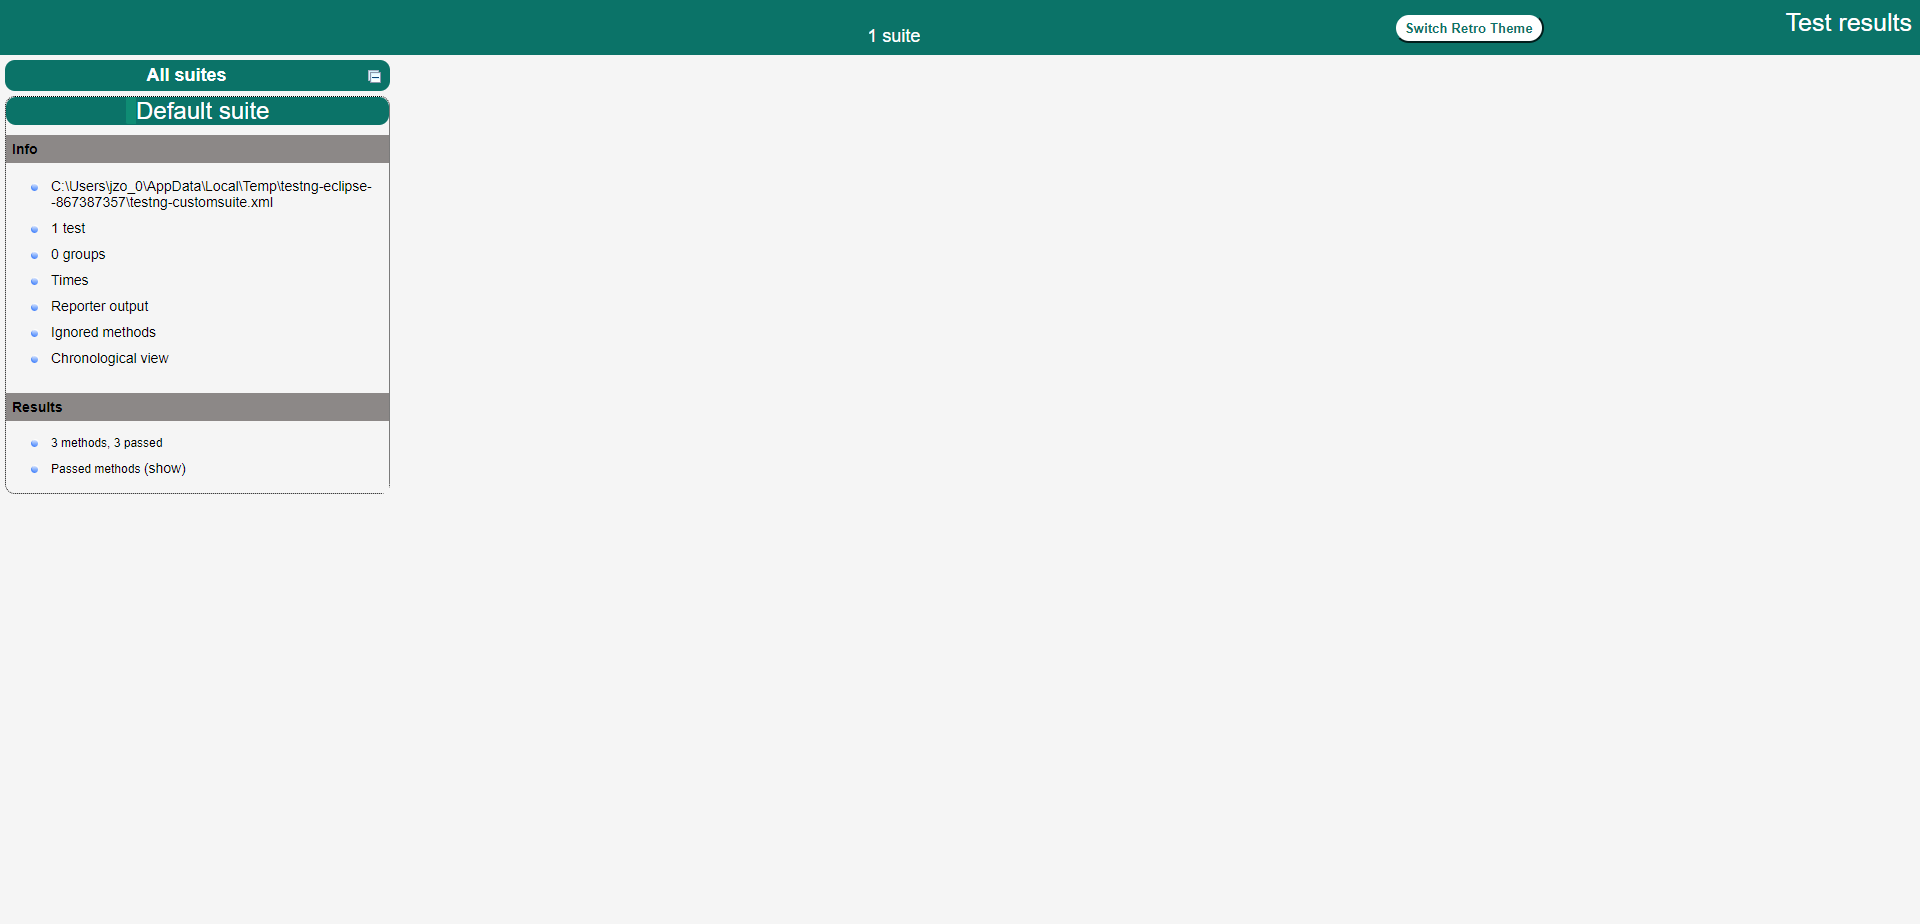 1 suite
Switch Retro Theme
Test results
All suites
Default suite
Info
C:\Users\jzo_0\AppData\Local\Temp\testng-eclipse-
-867387357\testng-customsuite.xml
1 test
0 groups
Times
Reporter output
Ignored methods
Chronological view
Results
3 methods, 3 passed
Passed methods (show)